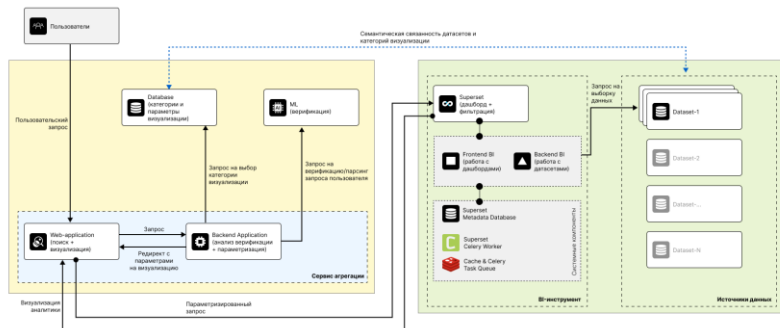 Пользователи
Семантическая связанность датасетов и
категорий визуализации
Database
(категории и
параметры
визуализации)
ML
(верификация)
Пользовательский
запрос
Запрос на выбор
категории
визуализации
Запрос на
верификацию/парсинг
запроса пользователя
Web-application
(поиск +
визуализация)
Запрос
Редирект с
параметрами
на визуализацию
Backend Application
(анализ верификации
+ параметризация)
Сервис агрегации
Визуализация
аналитики
Параметризированный
запрос
Superset
(дашборд +
фильтрация)
Запрос на
выборку
данных
Frontend BI
(работа с
дашбордами)
Backend BI
(работа с
датасетами)
Superset
Metadata Database
Superset
Celery Worker
Cache & Celery
Task Queue
Системные компоненты
BI-инструмент
Dataset-1
Dataset-2
Dataset-...
Dataset-N
Источники данных